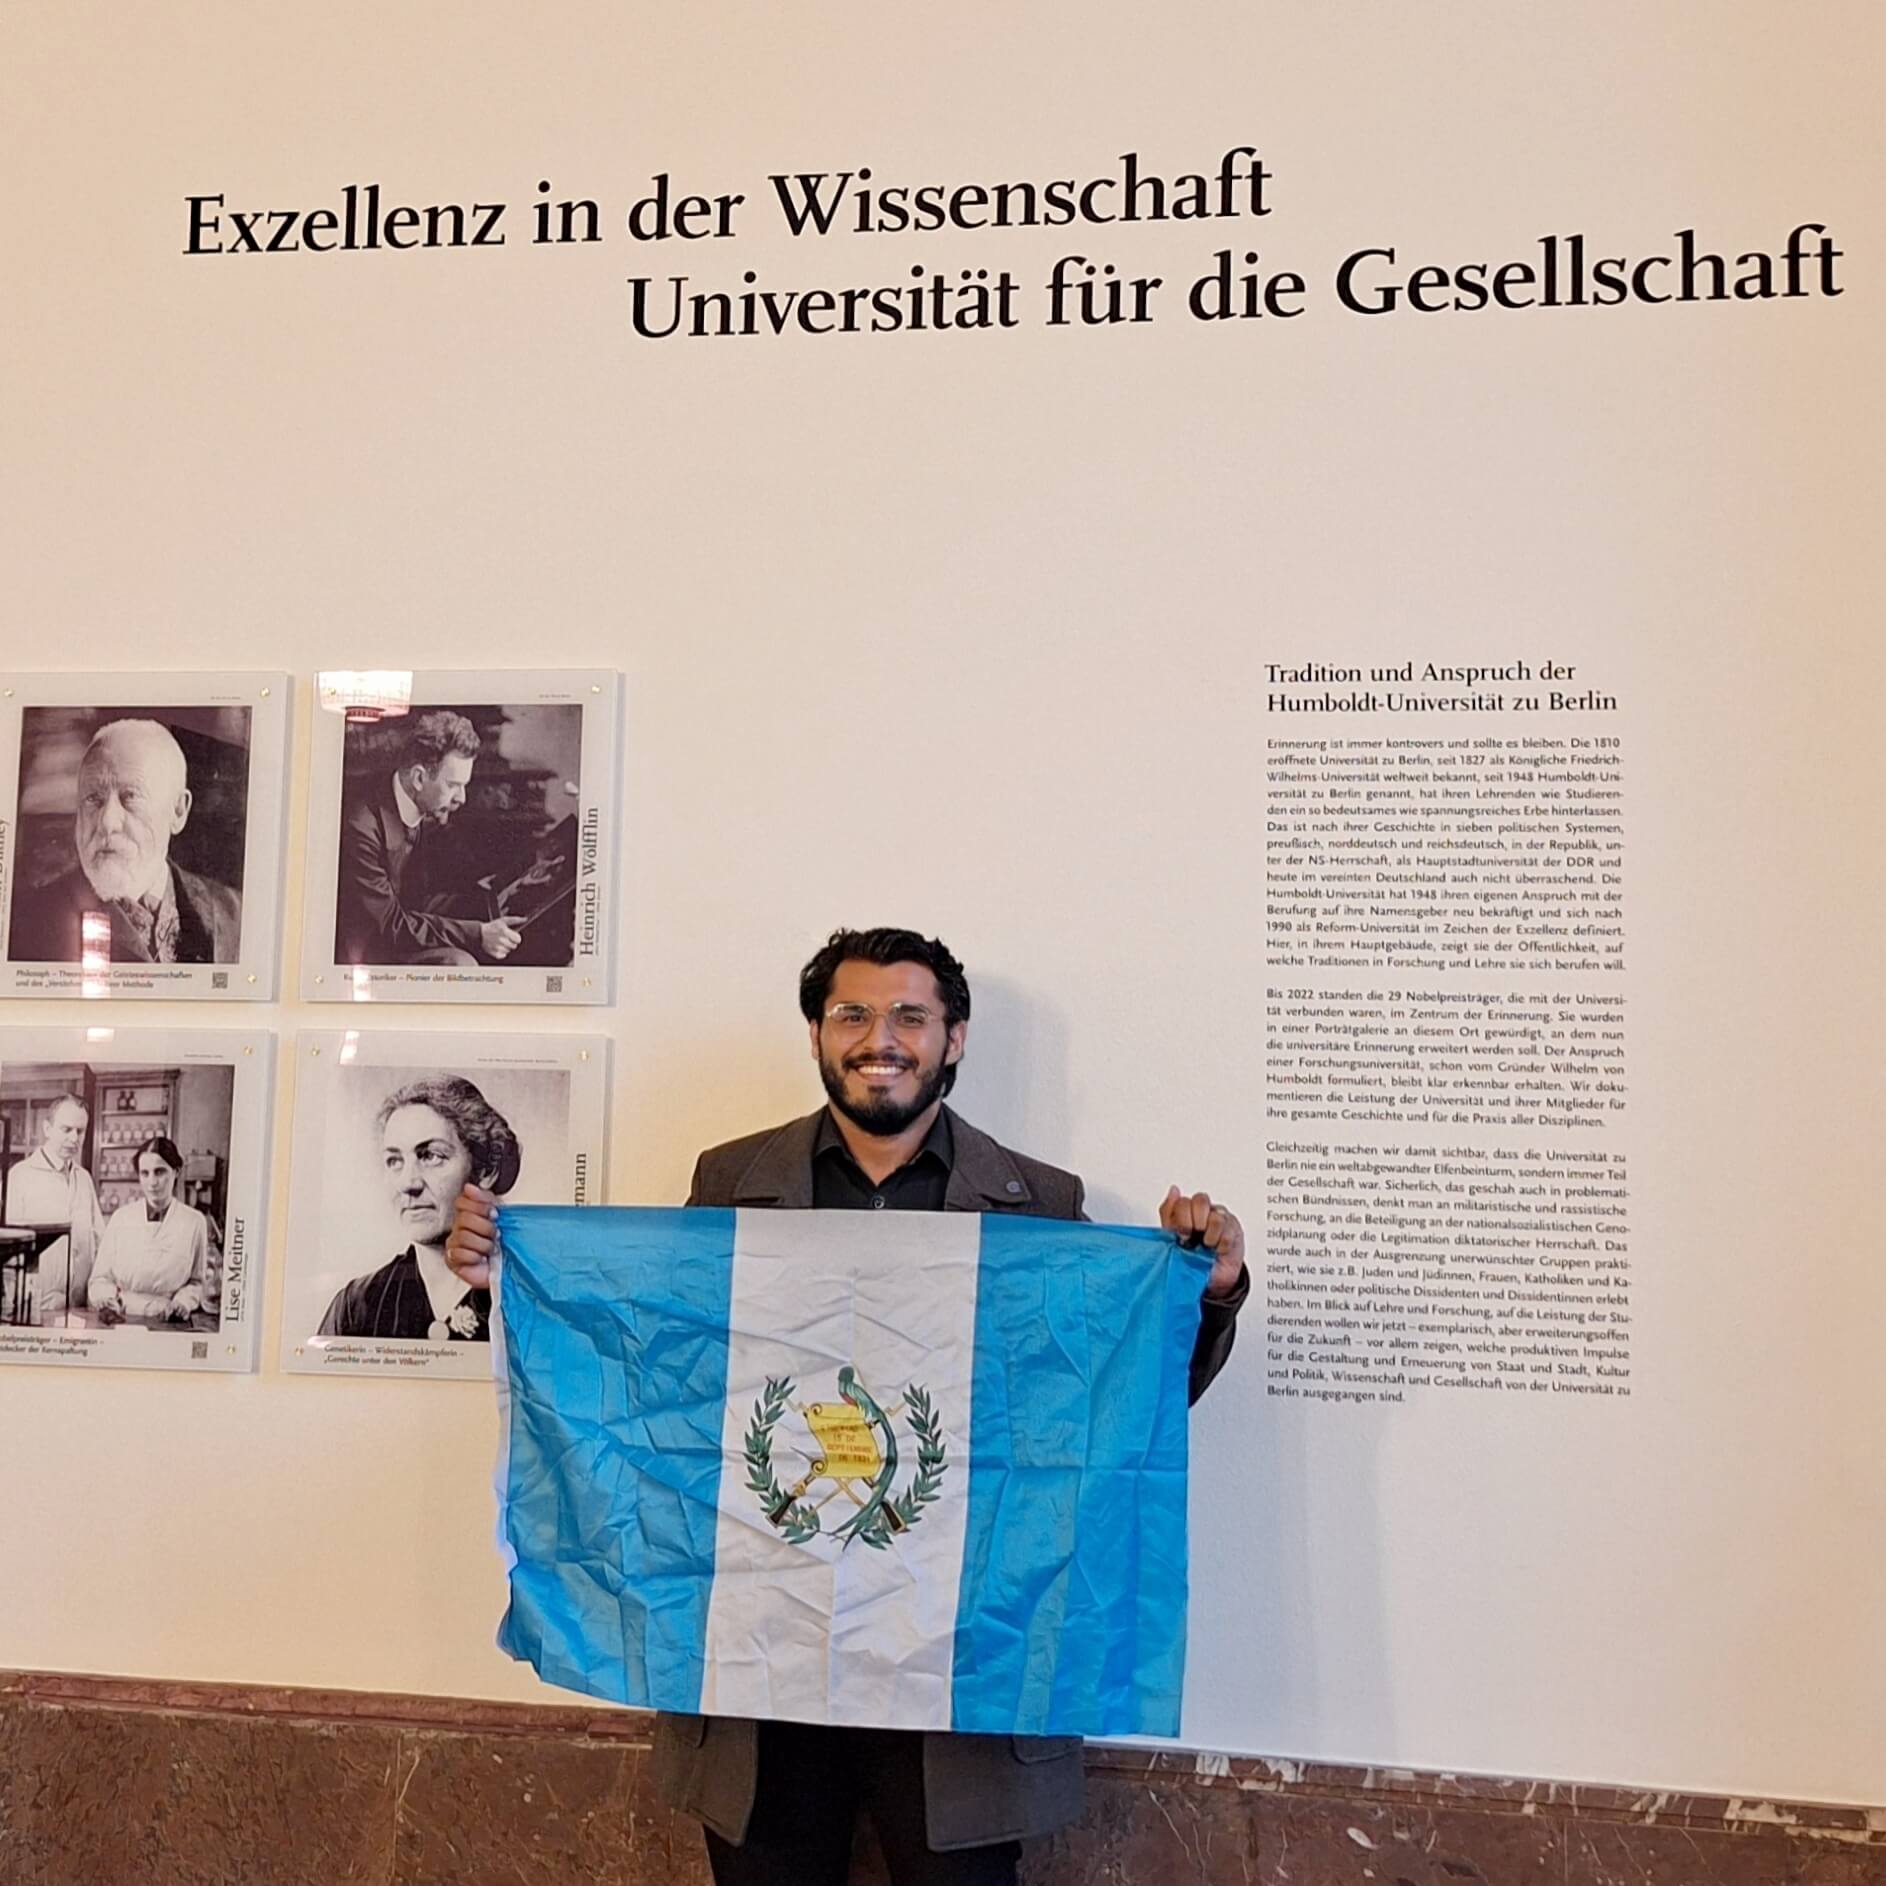 Exzellenz in der Wissenschaft
Universität für die Gesellschaft
Philosoph – der Geisteswissenschaften
und des
Heinrich Wölfflin
– Pionier der Bildbetrachtung
Lise Meitner
– Emigrantin –
der Kernspaltung
Genetikerin – Widerstandskämpferin –
„Gerechte unter den Völkern“
Tradition und Anspruch der
Humboldt-Universität zu Berlin
Erinnerung ist immer kontrovers und sollte es bleiben. Die 1810
eröffnete Universität zu Berlin, seit 1827 als Königliche Friedrich-
Wilhelms-Universität weltweit bekannt, seit 1948 Humboldt-Uni-
versität zu Berlin genannt, hat ihren Lehrenden wie Studieren-
den ein so bedeutsames wie spannungsreiches Erbe hinterlassen.
Das ist nach ihrer Geschichte in sieben politischen Systemen,
preußisch, norddeutsch und reichsdeutsch, in der Republik, un-
ter der NS-Herrschaft, als Hauptstadtuniversität der DDR und
heute im vereinten Deutschland auch nicht überraschend. Die
Humboldt-Universität hat 1948 ihren eigenen Anspruch mit der
Berufung auf ihre Namensgeber neu bekräftigt und sich nach
1990 als Reform-Universität im Zeichen der Exzellenz definiert.
Hier, in ihrem Hauptgebäude, zeigt sie der Öffentlichkeit, auf
welche Traditionen in Forschung und Lehre sie sich berufen will.
Bis 2022 standen die 29 Nobelpreisträger, die mit der Universi-
tät verbunden waren, im Zentrum der Erinnerung. Sie wurden
in einer Porträtgalerie an diesem Ort gewürdigt, an dem nun
die universitäre Erinnerung erweitert werden soll. Der Anspruch
einer Forschungsuniversität, schon vom Gründer Wilhelm von
Humboldt formuliert, bleibt klar erkennbar erhalten. Wir doku-
mentieren die Leistung der Universität und ihrer Mitglieder für
ihre gesamte Geschichte und für die Praxis aller Disziplinen.
Gleichzeitig machen wir damit sichtbar, dass die Universität zu
Berlin nie ein weltabgewandter Elfenbeinturm, sondern immer Teil
der Gesellschaft war. Sicherlich, das geschah auch in problemati-
schen Bündnissen, denkt man an militaristische und rassistische
Forschung, an die Beteiligung an der nationalsozialistischen Geno-
zidplanung oder die Legitimation diktatorischer Herrschaft. Das
wurde auch in der Ausgrenzung unerwünschter Gruppen prakti-
ziert, wie sie z.B. Juden und Jüdinnen, Frauen, Katholiken und Ka-
tholikinnen oder politische Dissidenten und Dissidentinnen erlebt
haben. Im Blick auf Lehre und Forschung, auf die Leistung der Stu-
dierenden wollen wir jetzt – exemplarisch, aber erweiterungsoffen
für die Zukunft – vor allem zeigen, welche produktiven Impulse
für die Gestaltung und Erneuerung von Staat und Stadt, Kultur
und Politik, Wissenschaft und Gesellschaft von der Universität zu
Berlin ausgegangen sind.
15 DE
SEPTIEMBRE
DE 1821